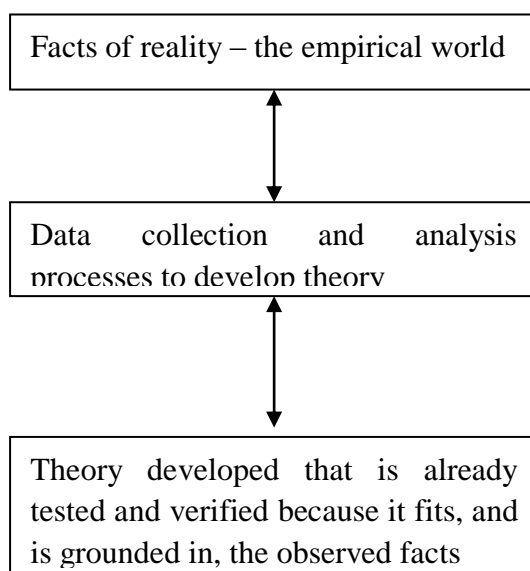 Facts of reality – the empirical world
Data collection and analysis
processes to develop theory
Theory developed that is already
tested and verified because it fits, and
is grounded in, the observed facts